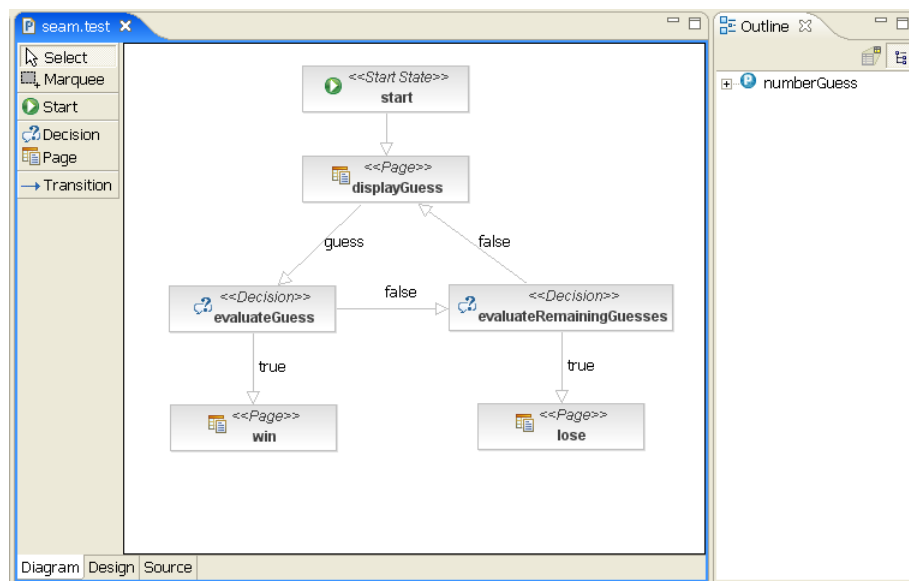 seam.test
Select
Marquee
Start
Decision
Page
Transition
<<Start State>>
start
<<Page>>
displayGuess
guess
false
<<Decision>>
evaluateGuess
false
<<Decision>>
evaluateRemainingGuesses
true
true
<<Page>>
win
<<Page>>
lose
Diagram Design Source
Outline
numberGuess